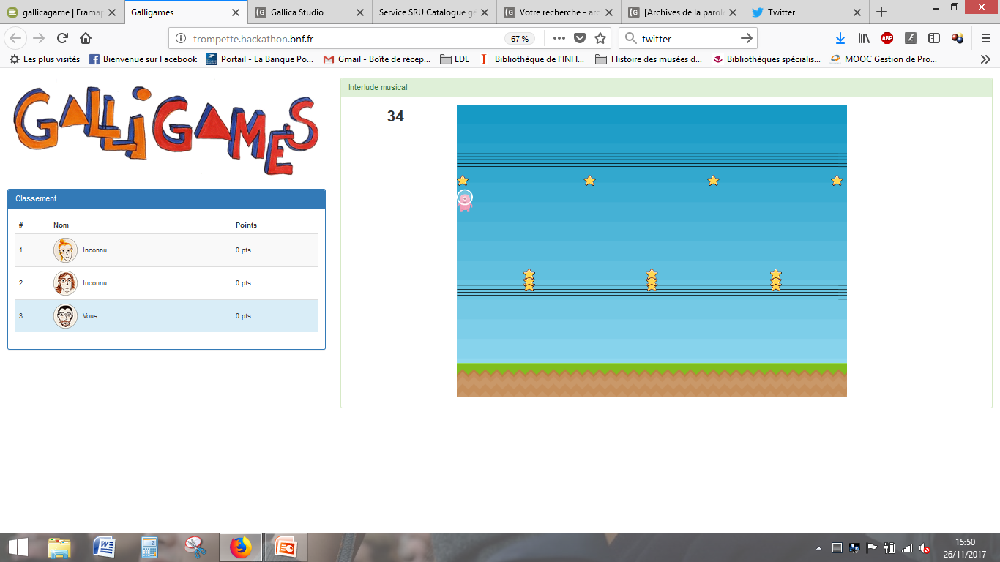 gallicagame | Framap
Galligames
Gallica Studio
Service SRU Catalogue gé
Votre recherche - arc
[Archives de la parole
Twitter
trompette.hackathon.bnf.fr
67 %
twitter
ABP
Les plus visités
Bienvenue sur Facebook
Portail - La Banque Po...
Gmail - Boîte de récep...
EDL
Bibliothèque de l'INH...
Histoire des musées d...
Bibliothèques spécialis...
MOOC Gestion de Pro...
GALLiGAMES
Classement
# Nom Points
1 Inconnu 0 pts
2 Inconnu 0 pts
3 Vous 0 pts
Interlude musical
34
15:50
26/11/2017